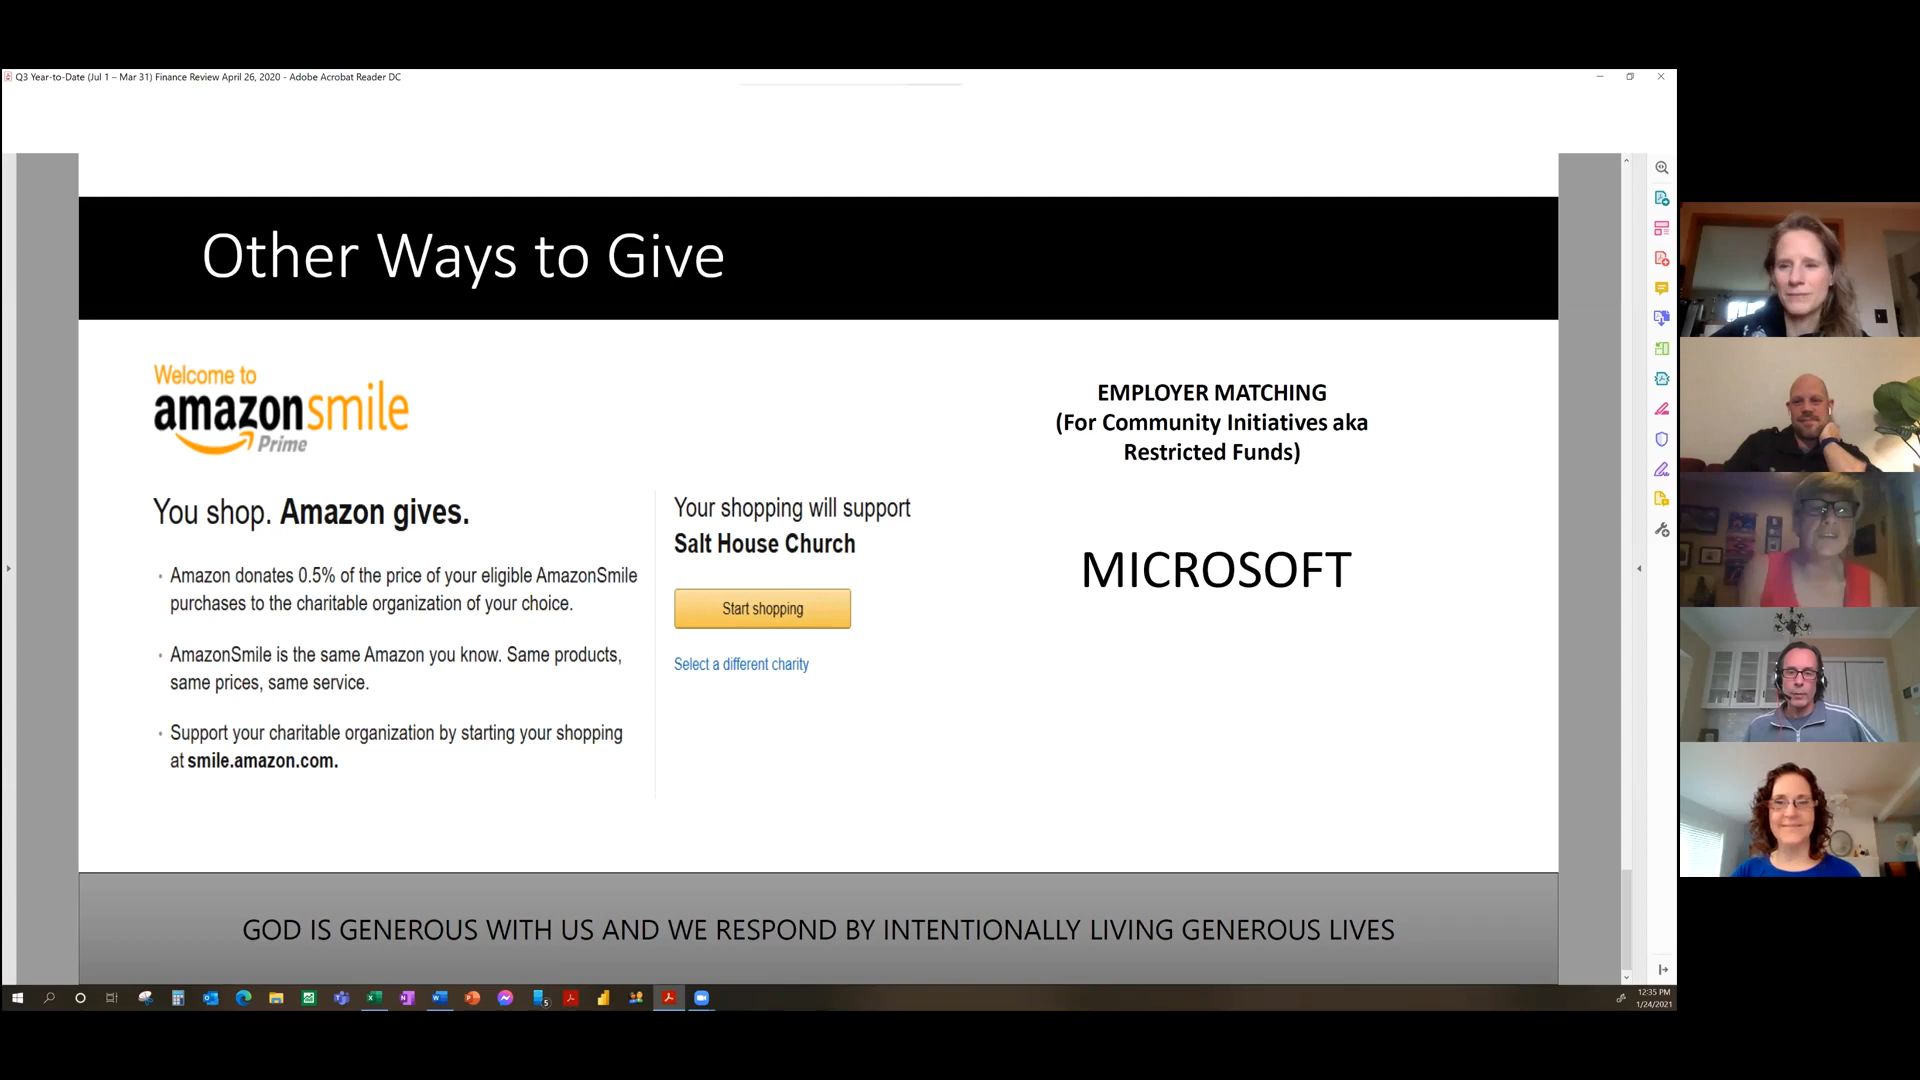 Q3 Year-to-Date (Jul 1 – Mar 31) Finance Review April 26, 2020 - Adobe Acrobat Reader DC
Other Ways to Give
Welcome to
amazonsmile
Prime
You shop. Amazon gives.
• Amazon donates 0.5% of the price of your eligible AmazonSmile
purchases to the charitable organization of your choice.
• AmazonSmile is the same Amazon you know. Same products,
same prices, same service.
• Support your charitable organization by starting your shopping
at smile.amazon.com.
Your shopping will support
Salt House Church
Start shopping
Select a different charity
EMPLOYER MATCHING
(For Community Initiatives aka
Restricted Funds)
MICROSOFT
GOD IS GENEROUS WITH US AND WE RESPOND BY INTENTIONALLY LIVING GENEROUS LIVES
12:35 PM
1/24/2021